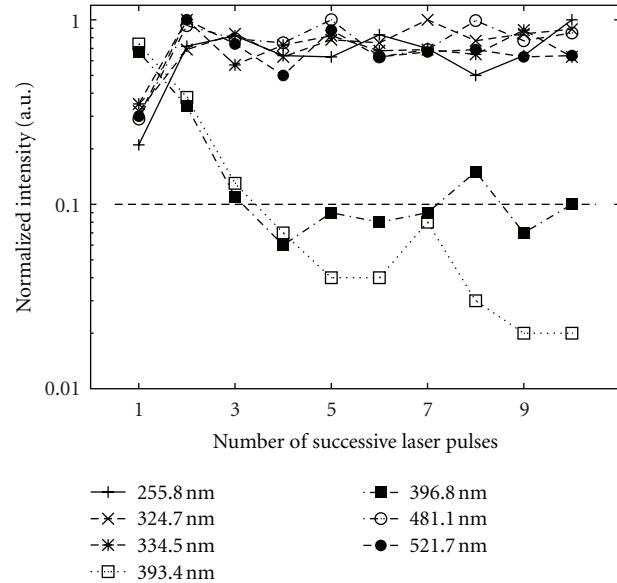 1
0.1
0.01
Normalized intensity (a.u.)
1 3 5 7 9
Number of successive laser pulses
255.8 nm
324.7 nm
334.5 nm
393.4 nm
396.8 nm
481.1 nm
521.7 nm